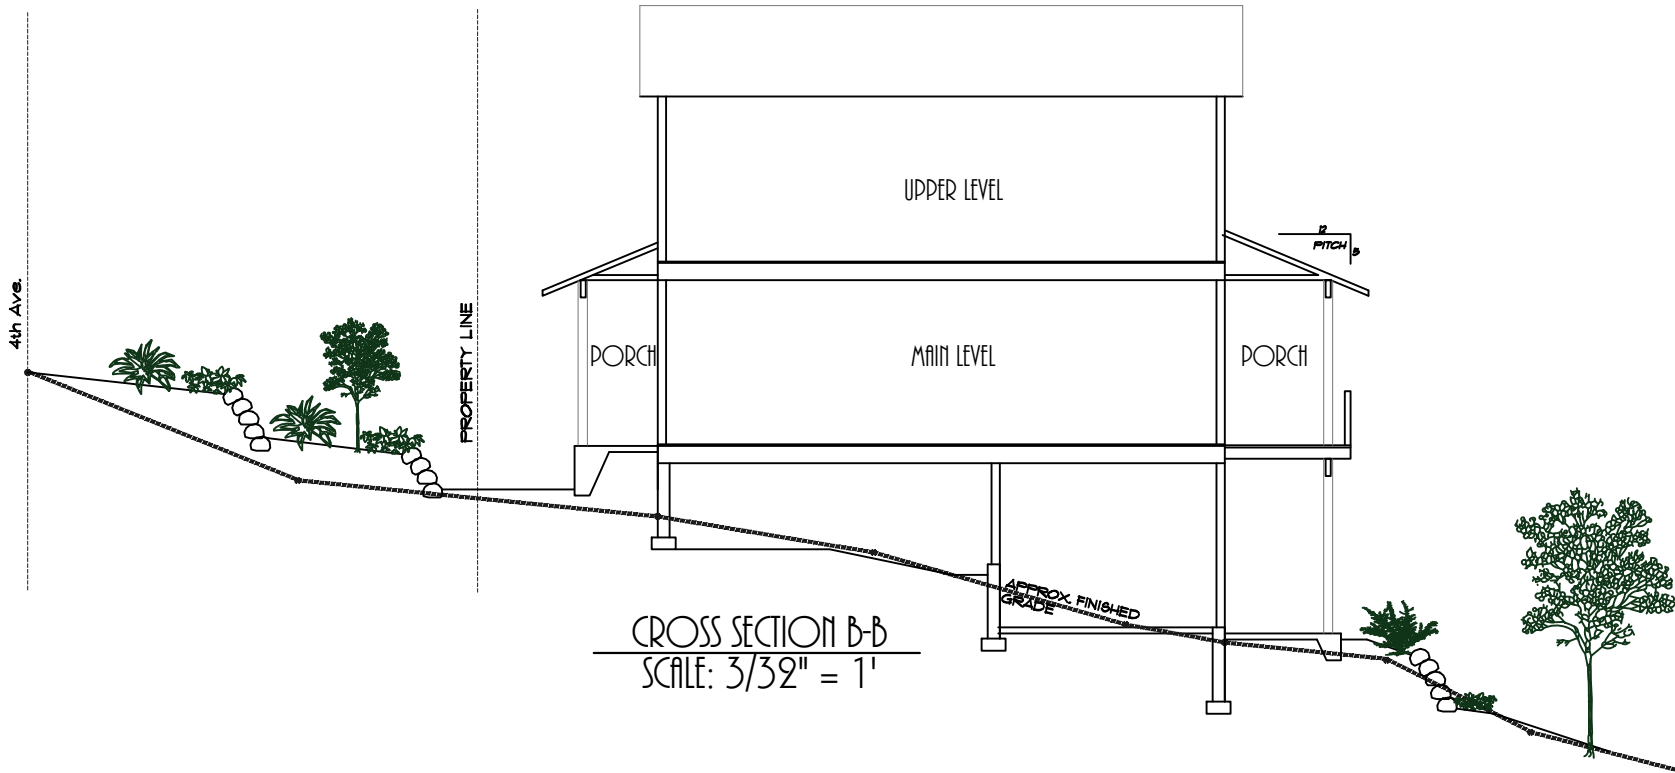 UPPER LEVEL
12
PITCH
5
4th Ave.
PROPERTY LINE
PORCH
MAIN LEVEL
PORCH
APPROX. FINISHED
GRADE
CROSS SECTION B-B
SCALE: 3/32" = 1'